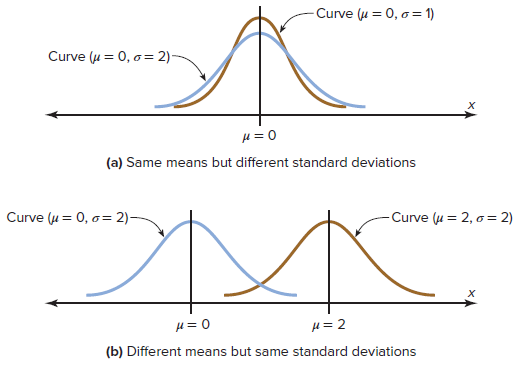 Curve (μ = 0, σ = 1)
Curve (μ = 0, σ = 2)
x
μ = 0
(a) Same means but different standard deviations
Curve (μ = 0, σ = 2)
Curve (μ = 2, σ = 2)
x
μ = 0
μ = 2
(b) Different means but same standard deviations